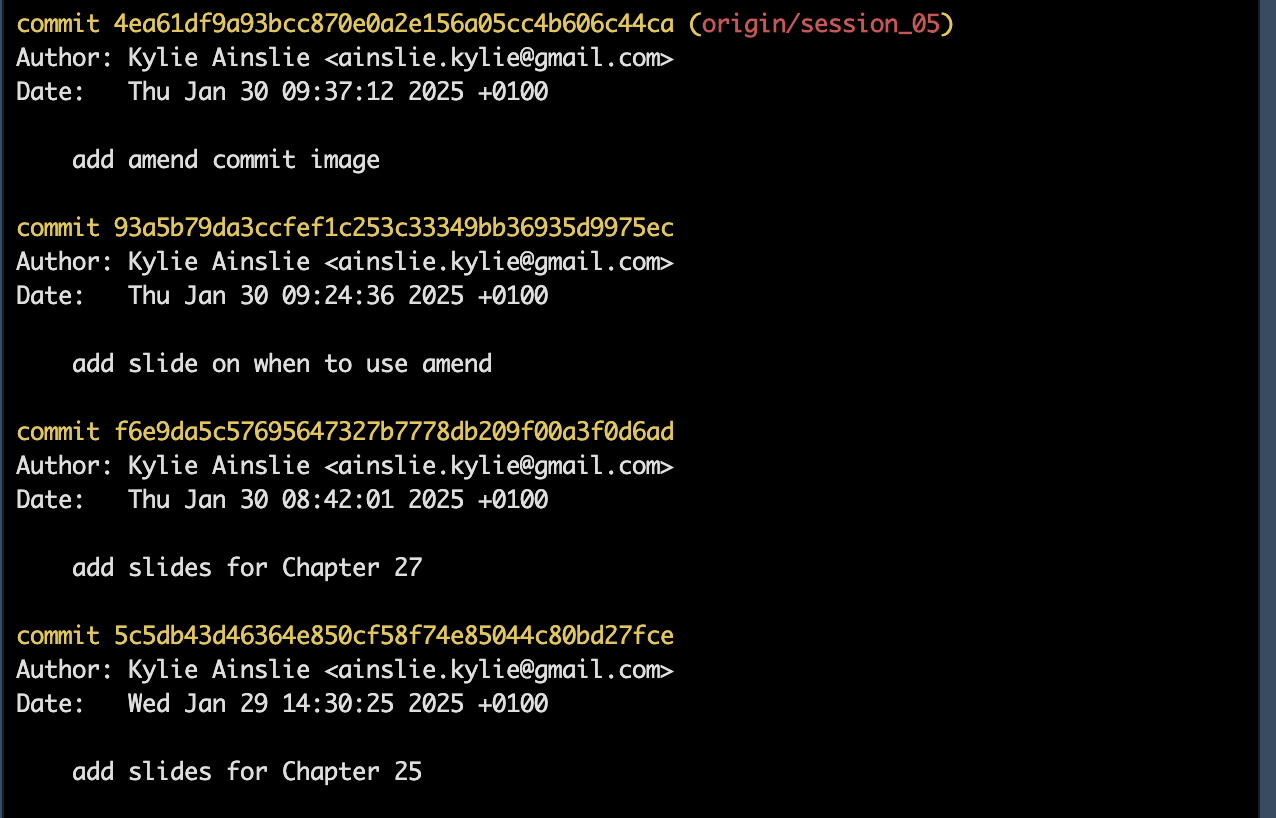 commit 4ea61df9a93bcc870e0a2e156a05cc4b606c44ca (origin/session_05)
Author: Kylie Ainslie <ainslie.kylie@gmail.com>
Date:   Thu Jan 30 09:37:12 2025 +0100
add amend commit image
commit 93a5b79da3ccfef1c253c33349bb36935d9975ec
Author: Kylie Ainslie <ainslie.kylie@gmail.com>
Date:   Thu Jan 30 09:24:36 2025 +0100
add slide on when to use amend
commit f6e9da5c57695647327b7778db209f00a3f0d6ad
Author: Kylie Ainslie <ainslie.kylie@gmail.com>
Date:   Thu Jan 30 08:42:01 2025 +0100
add slides for Chapter 27
commit 5c5db43d46364e850cf58f74e85044c80bd27fce
Author: Kylie Ainslie <ainslie.kylie@gmail.com>
Date:   Wed Jan 29 14:30:25 2025 +0100
add slides for Chapter 25